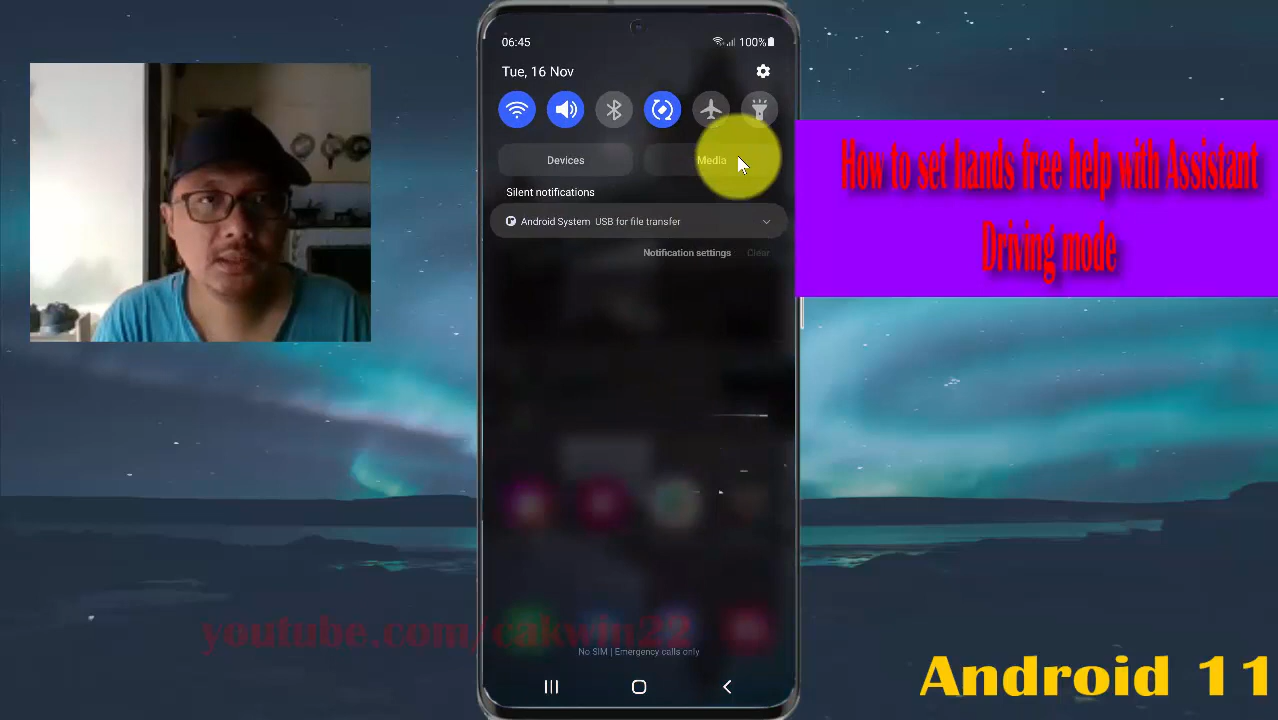 06:45
100%
Tue, 16 Nov
Devices
Media
Silent notifications
Android System USB for file transfer
Notification settings
Clear
How to set hands free help with Assistant
Driving mode
youtube.com/cakwin22
No SIM | Emergency calls only
Android 11